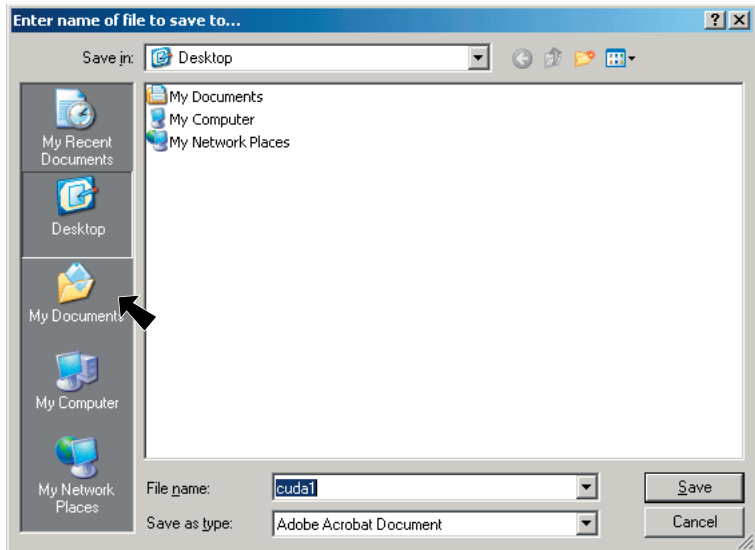 Enter name of file to save to...
Save in:
Desktop
My Recent
Documents
Desktop
My Documents
My Computer
My Network
Places
My Documents
My Computer
My Network Places
File name:
cuda1
Save
Save as type:
Adobe Acrobat Document
Cancel